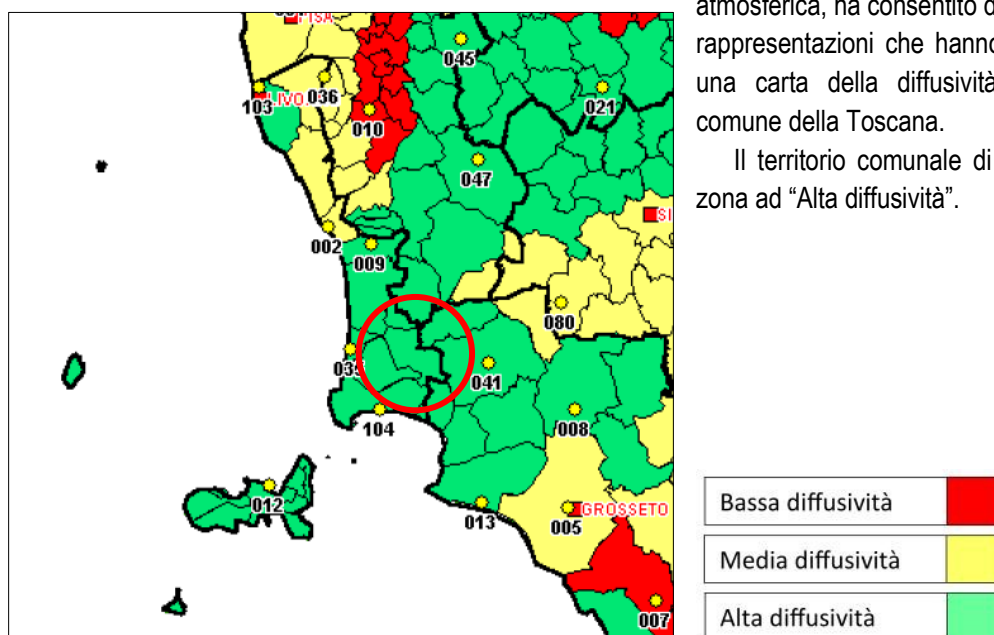 atmosferica, ha consentito
rappresentazioni che
una carta della diffusività
comune della Toscana.
Il territorio comunale di
zona ad “Alta diffusività”.
PISA
045
103
LIVO
036
021
010
047
SI
002
009
080
039
041
104
008
012
013
005
GROSSETO
007
Bassa diffusività
Media diffusività
Alta diffusività